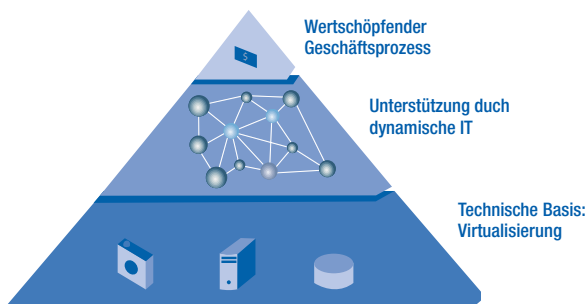 Wertschöpfender
Geschäftsprozess
S
Unterstützung duch
dynamische IT
Technische Basis:
Virtualisierung